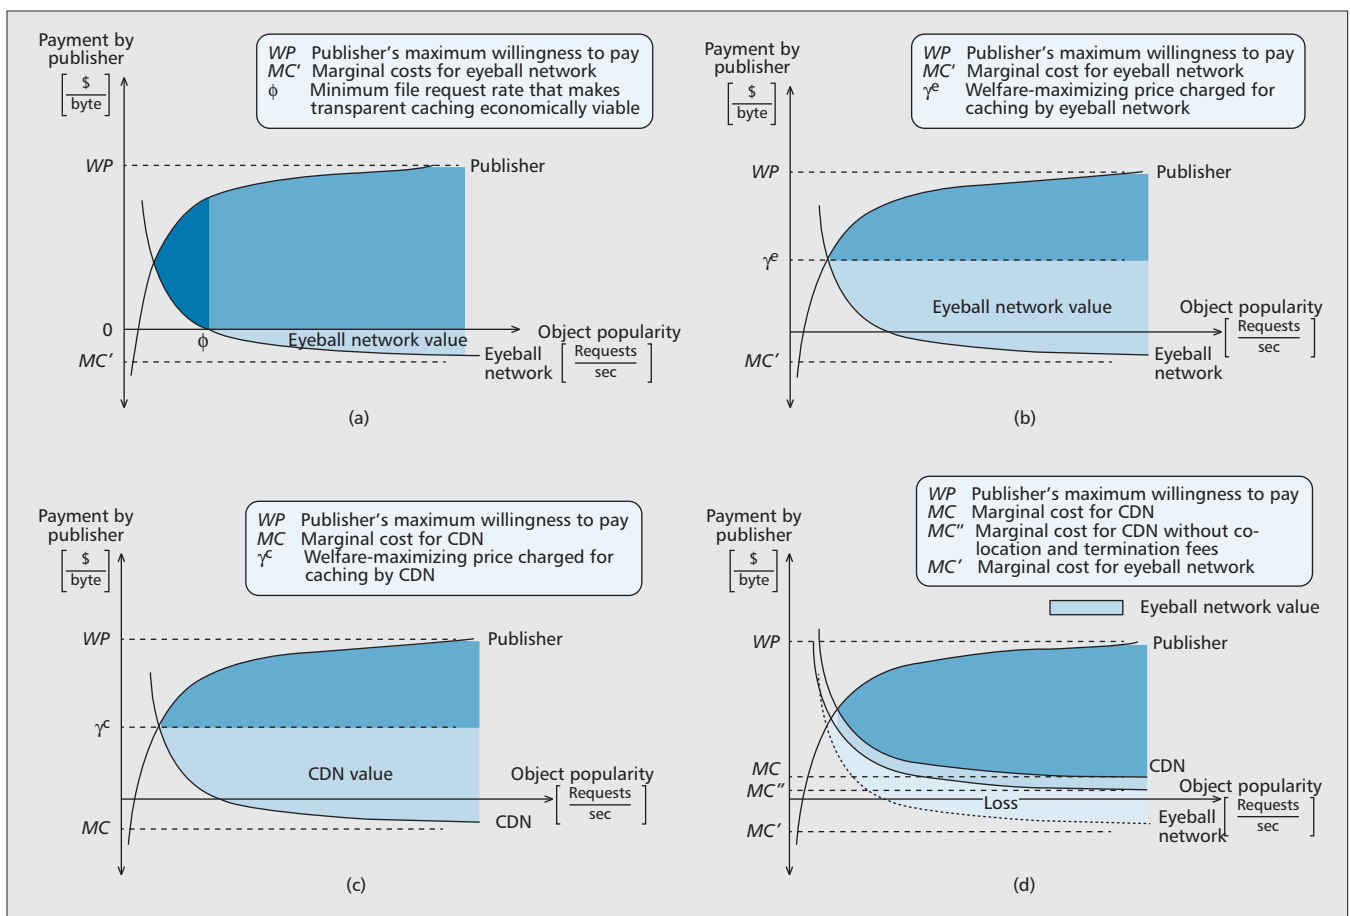 Payment by
publisher
[ $
byte ]
WP Publisher's maximum willingness to pay
MC' Marginal costs for eyeball network
ϕ Minimum file request rate that makes
transparent caching economically viable
WP
Publisher
0
ϕ
Eyeball network value
Object popularity
[ Requests
sec ]
MC'
Eyeball
network
(a)
Payment by
publisher
[ $
byte ]
WP Publisher's maximum willingness to pay
MC' Marginal cost for eyeball network
γe Welfare-maximizing price charged for
caching by eyeball network
WP
Publisher
γe
Eyeball network value
Object popularity
[ Requests
sec ]
MC'
Eyeball
network
(b)
Payment by
publisher
[ $
byte ]
WP Publisher's maximum willingness to pay
MC Marginal cost for CDN
γc Welfare-maximizing price charged for
caching by CDN
WP
Publisher
γc
CDN value
Object popularity
[ Requests
sec ]
MC
CDN
(c)
Payment by
publisher
[ $
byte ]
WP Publisher's maximum willingness to pay
MC Marginal cost for CDN
MC" Marginal cost for CDN without co-
location and termination fees
MC' Marginal cost for eyeball network
Eyeball network value
WP
Publisher
MC
CDN
MC"
Object popularity
[ Requests
sec ]
Loss
Eyeball
network
MC'
(d)